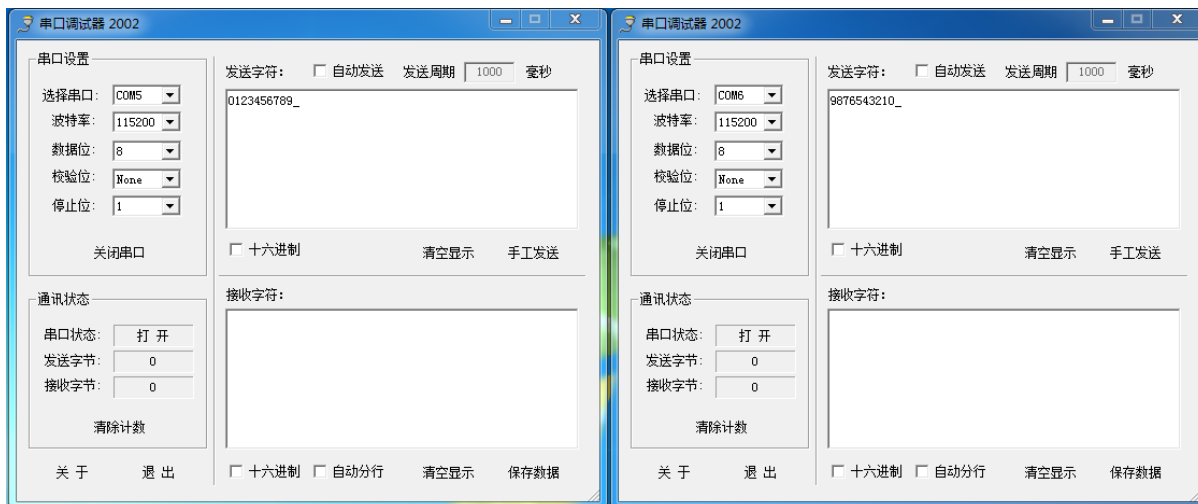 串口调试器 2002
串口设置
选择串口: COM5
波特率: 115200
数据位: 8
校验位: None
停止位: 1
关闭串口
通讯状态
串口状态: 打 开
发送字节: 0
接收字节: 0
清除计数
关 于 退 出
发送字符: 自动发送 发送周期 1000 毫秒
0123456789_
十六进制 清空显示 手工发送
接收字符:
十六进制 自动分行 清空显示 保存数据
串口调试器 2002
串口设置
选择串口: COM6
波特率: 115200
数据位: 8
校验位: None
停止位: 1
关闭串口
通讯状态
串口状态: 打 开
发送字节: 0
接收字节: 0
清除计数
关 于 退 出
发送字符: 自动发送 发送周期 1000 毫秒
9876543210_
十六进制 清空显示 手工发送
接收字符:
十六进制 自动分行 清空显示 保存数据